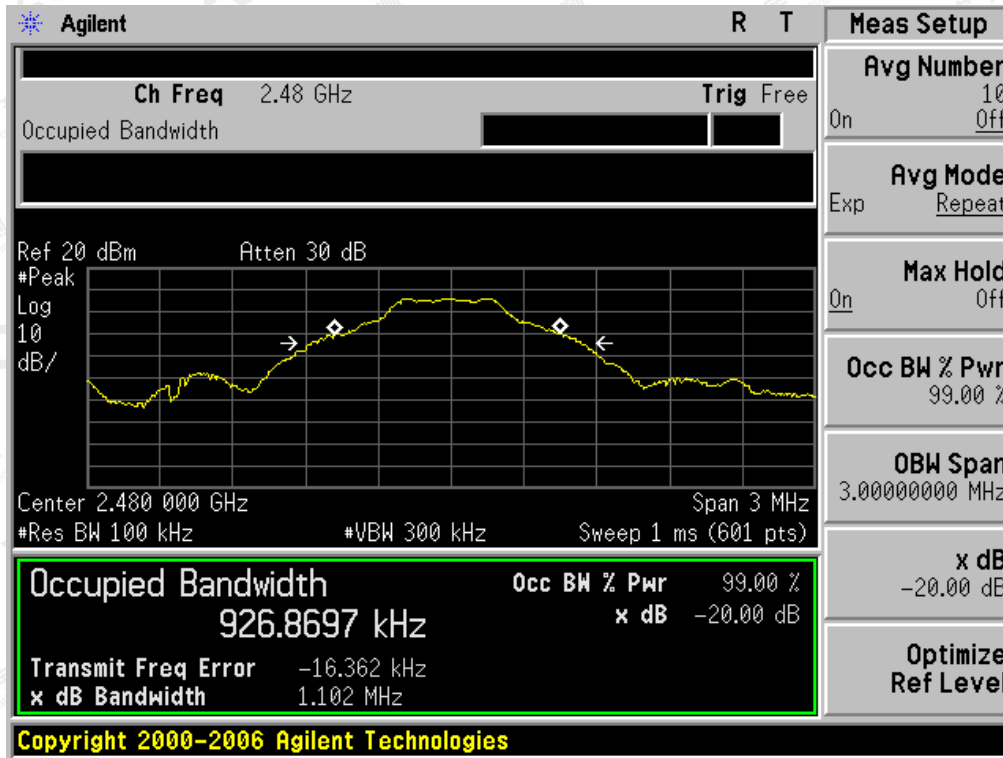 Agilent R T
Ch Freq 2.48 GHz Trig Free
Occupied Bandwidth
Ref 20 dBm Atten 30 dB
#Peak
Log
10
dB/
Center 2.480 000 GHz Span 3 MHz
#Res BW 100 kHz #VBW 300 kHz Sweep 1 ms (601 pts)
Occupied Bandwidth
926.8697 kHz
Occ BW % Pwr 99.00 %
x dB -20.00 dB
Transmit Freq Error -16.362 kHz
x dB Bandwidth 1.102 MHz
Copyright 2000-2006 Agilent Technologies
Meas Setup
Avg Number
10
On Off
Avg Mode
Exp Repeat
Max Hold
On Off
Occ BW % Pwr
99.00 %
OBW Span
3.00000000 MHz
x dB
-20.00 dB
Optimize
Ref Level